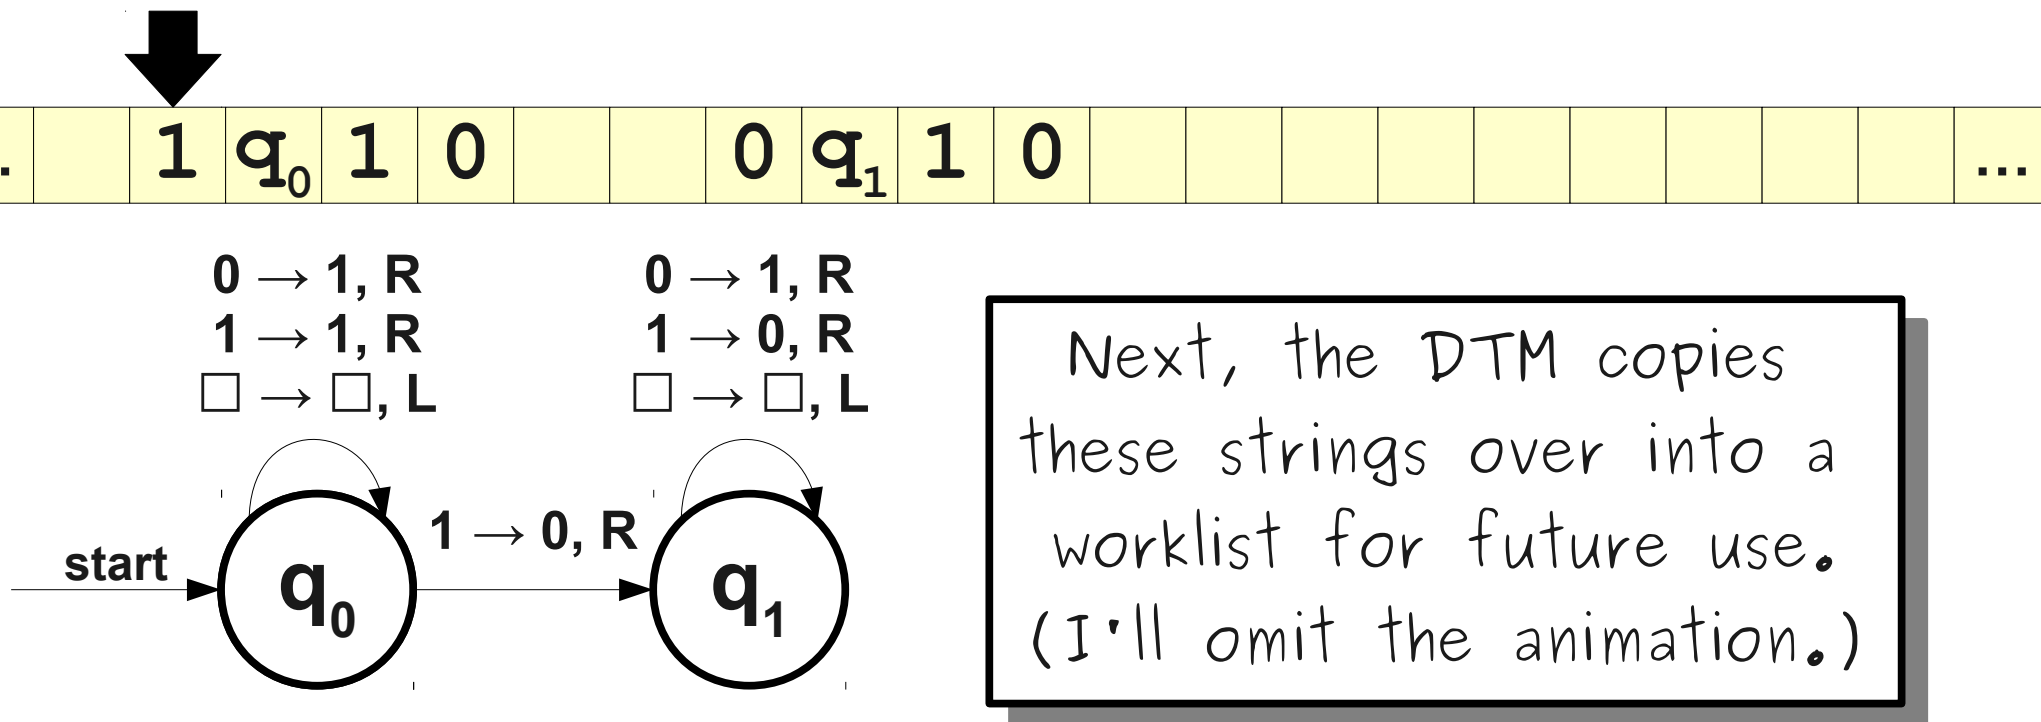 . 1 q₀ 1 0 0 q₁ 1 0 ...
0 → 1, R
1 → 1, R
□ → □, L
0 → 1, R
1 → 0, R
□ → □, L
start
q₀
1 → 0, R
q₁
Next, the DTM copies
these strings over into a
worklist for future use.
(I'll omit the animation.)